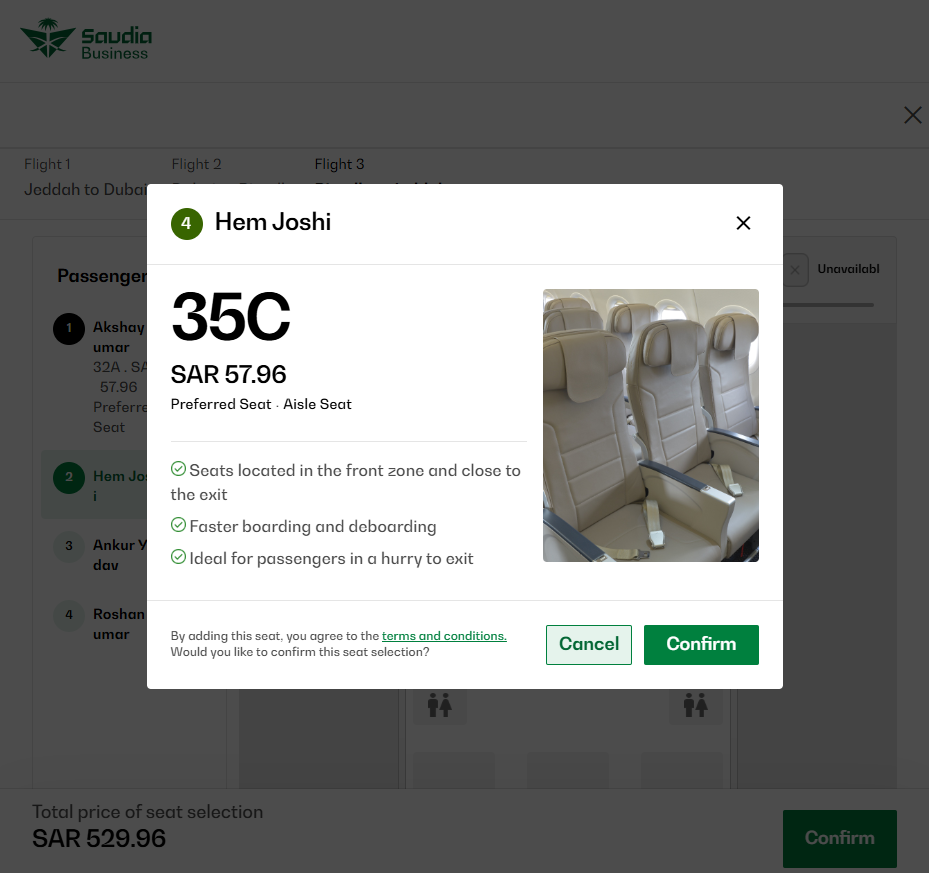 Saudia
Business
Flight 1
Flight 2
Flight 3
Jeddah to Dubai
4
Hem Joshi
Unavailabl
Passenger
35C
1
Akshay
umar
32A . SA
57.96
SAR 57.96
Preferre
Seat
Preferred Seat · Aisle Seat
2
Hem Jos
i
Seats located in the front zone and close to
the exit
Faster boarding and deboarding
3
Ankur Y
dav
Ideal for passengers in a hurry to exit
4
Roshan
umar
By adding this seat, you agree to the terms and conditions.
Would you like to confirm this seat selection?
Cancel
Confirm
Total price of seat selection
SAR 529.96
Confirm